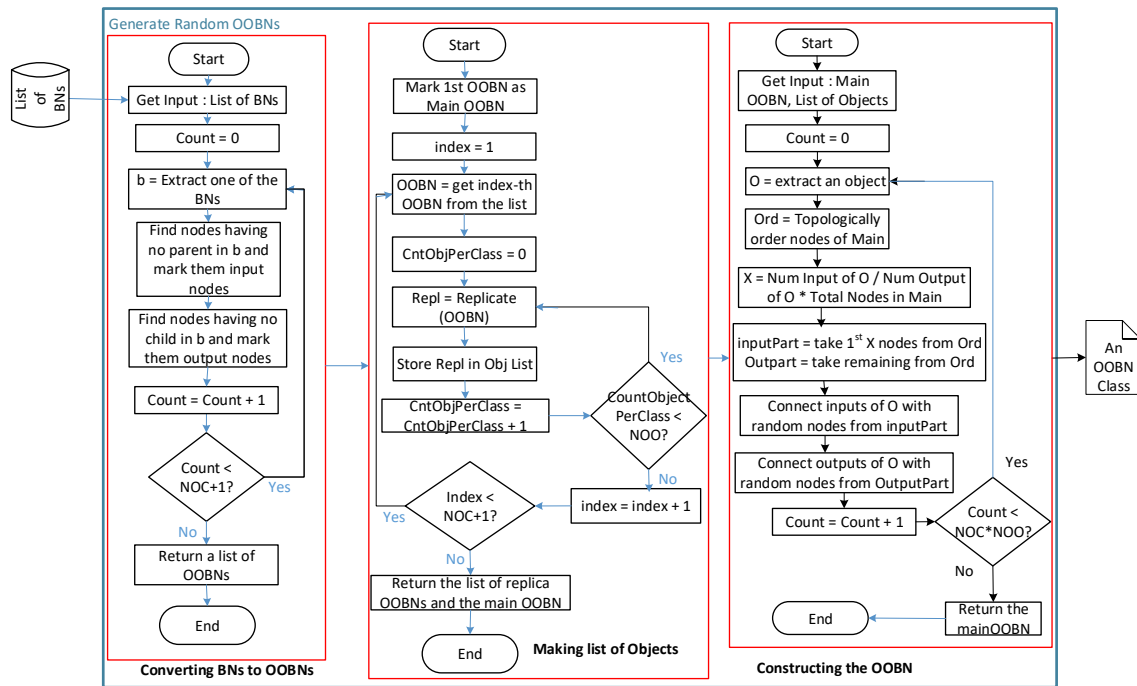 Generate Random OOBNs
List
of
BNs
Start
Get Input : List of BNs
Count = 0
b = Extract one of the
BNs
Find nodes having
no parent in b and
mark them input
nodes
Find nodes having no
child in b and mark
them output nodes
Count = Count + 1
Count <
NOC+1?
Yes
No
Return a list of
OOBNs
End
Converting BNs to OOBNs
Start
Mark 1st OOBN as
Main OOBN
index = 1
OOBN = get index-th
OOBN from the list
CntObjPerClass = 0
Repl = Replicate
(OOBN)
Store Repl in Obj List
CntObjPerClass =
CntObjPerClass + 1
Yes
CountObject
PerClass <
NOO?
No
index = index + 1
Index <
NOC+1?
Yes
No
Return the list of replica
OOBNs and the main OOBN
End
Making list of Objects
Start
Get Input : Main
OOBN, List of Objects
Count = 0
O = extract an object
Ord = Topologically
order nodes of Main
X = Num Input of O / Num Output
of O * Total Nodes in Main
inputPart = take 1st X nodes from Ord
Outpart = take remaining from Ord
Connect inputs of O with
random nodes from inputPart
Connect outputs of O with
random nodes from OutputPart
Count = Count + 1
Yes
Count <
NOC*NOO?
No
Return the
mainOOBN
End
Constructing the OOBN
An
OOBN
Class